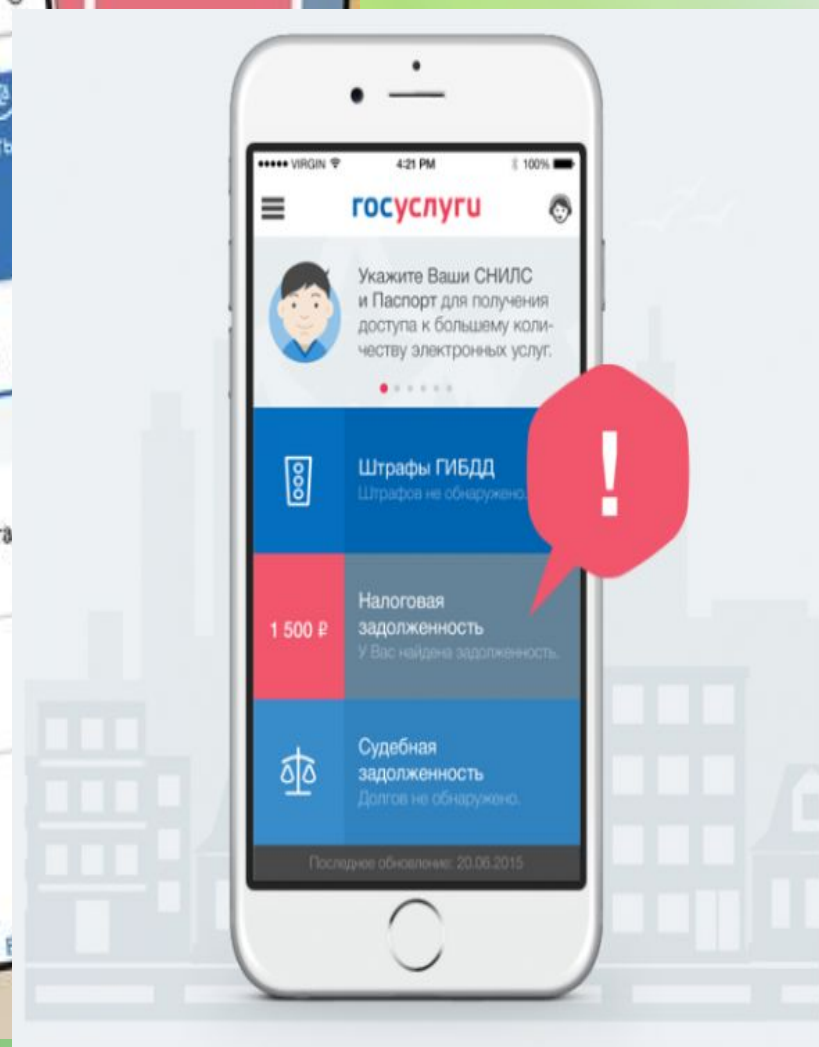 VIRGIN 4:21 PM 100%
госуслуги
Укажите Ваши СНИЛС
и Паспорт для получения
доступа к большему коли-
честву электронных услуг.
Штрафы ГИБДД
Штрафов не обнаружено.
!
1 500 ₽
Налоговая
задолженность
У Вас найдена задолженность.
Судебная
задолженность
Долгов не обнаружено.
Последнее обновление: 20.06.2015